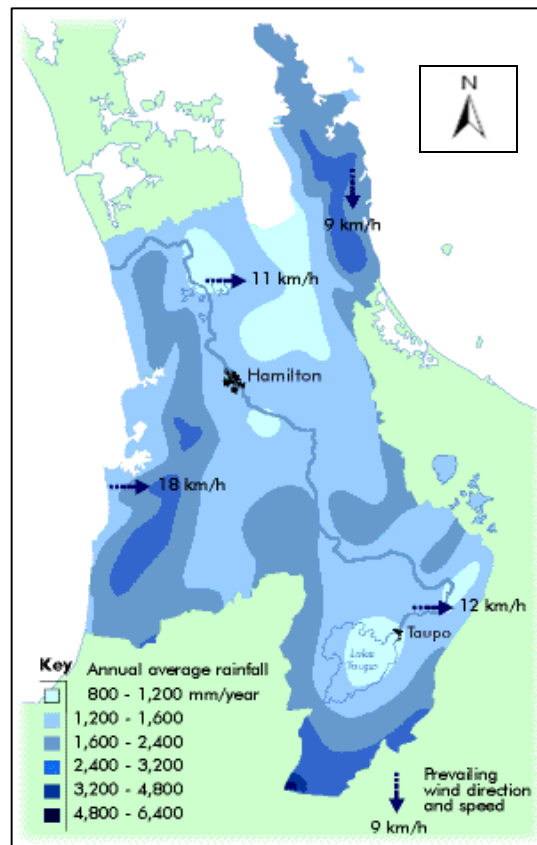 N
9 km/h
11 km/h
Hamilton
18 km/h
12 km/h
Taupo
Lake
Taupo
Key Annual average rainfall
800 - 1,200 mm/year
1,200 - 1,600
1,600 - 2,400
2,400 - 3,200
3,200 - 4,800
4,800 - 6,400
Prevailing
wind direction
and speed
9 km/h